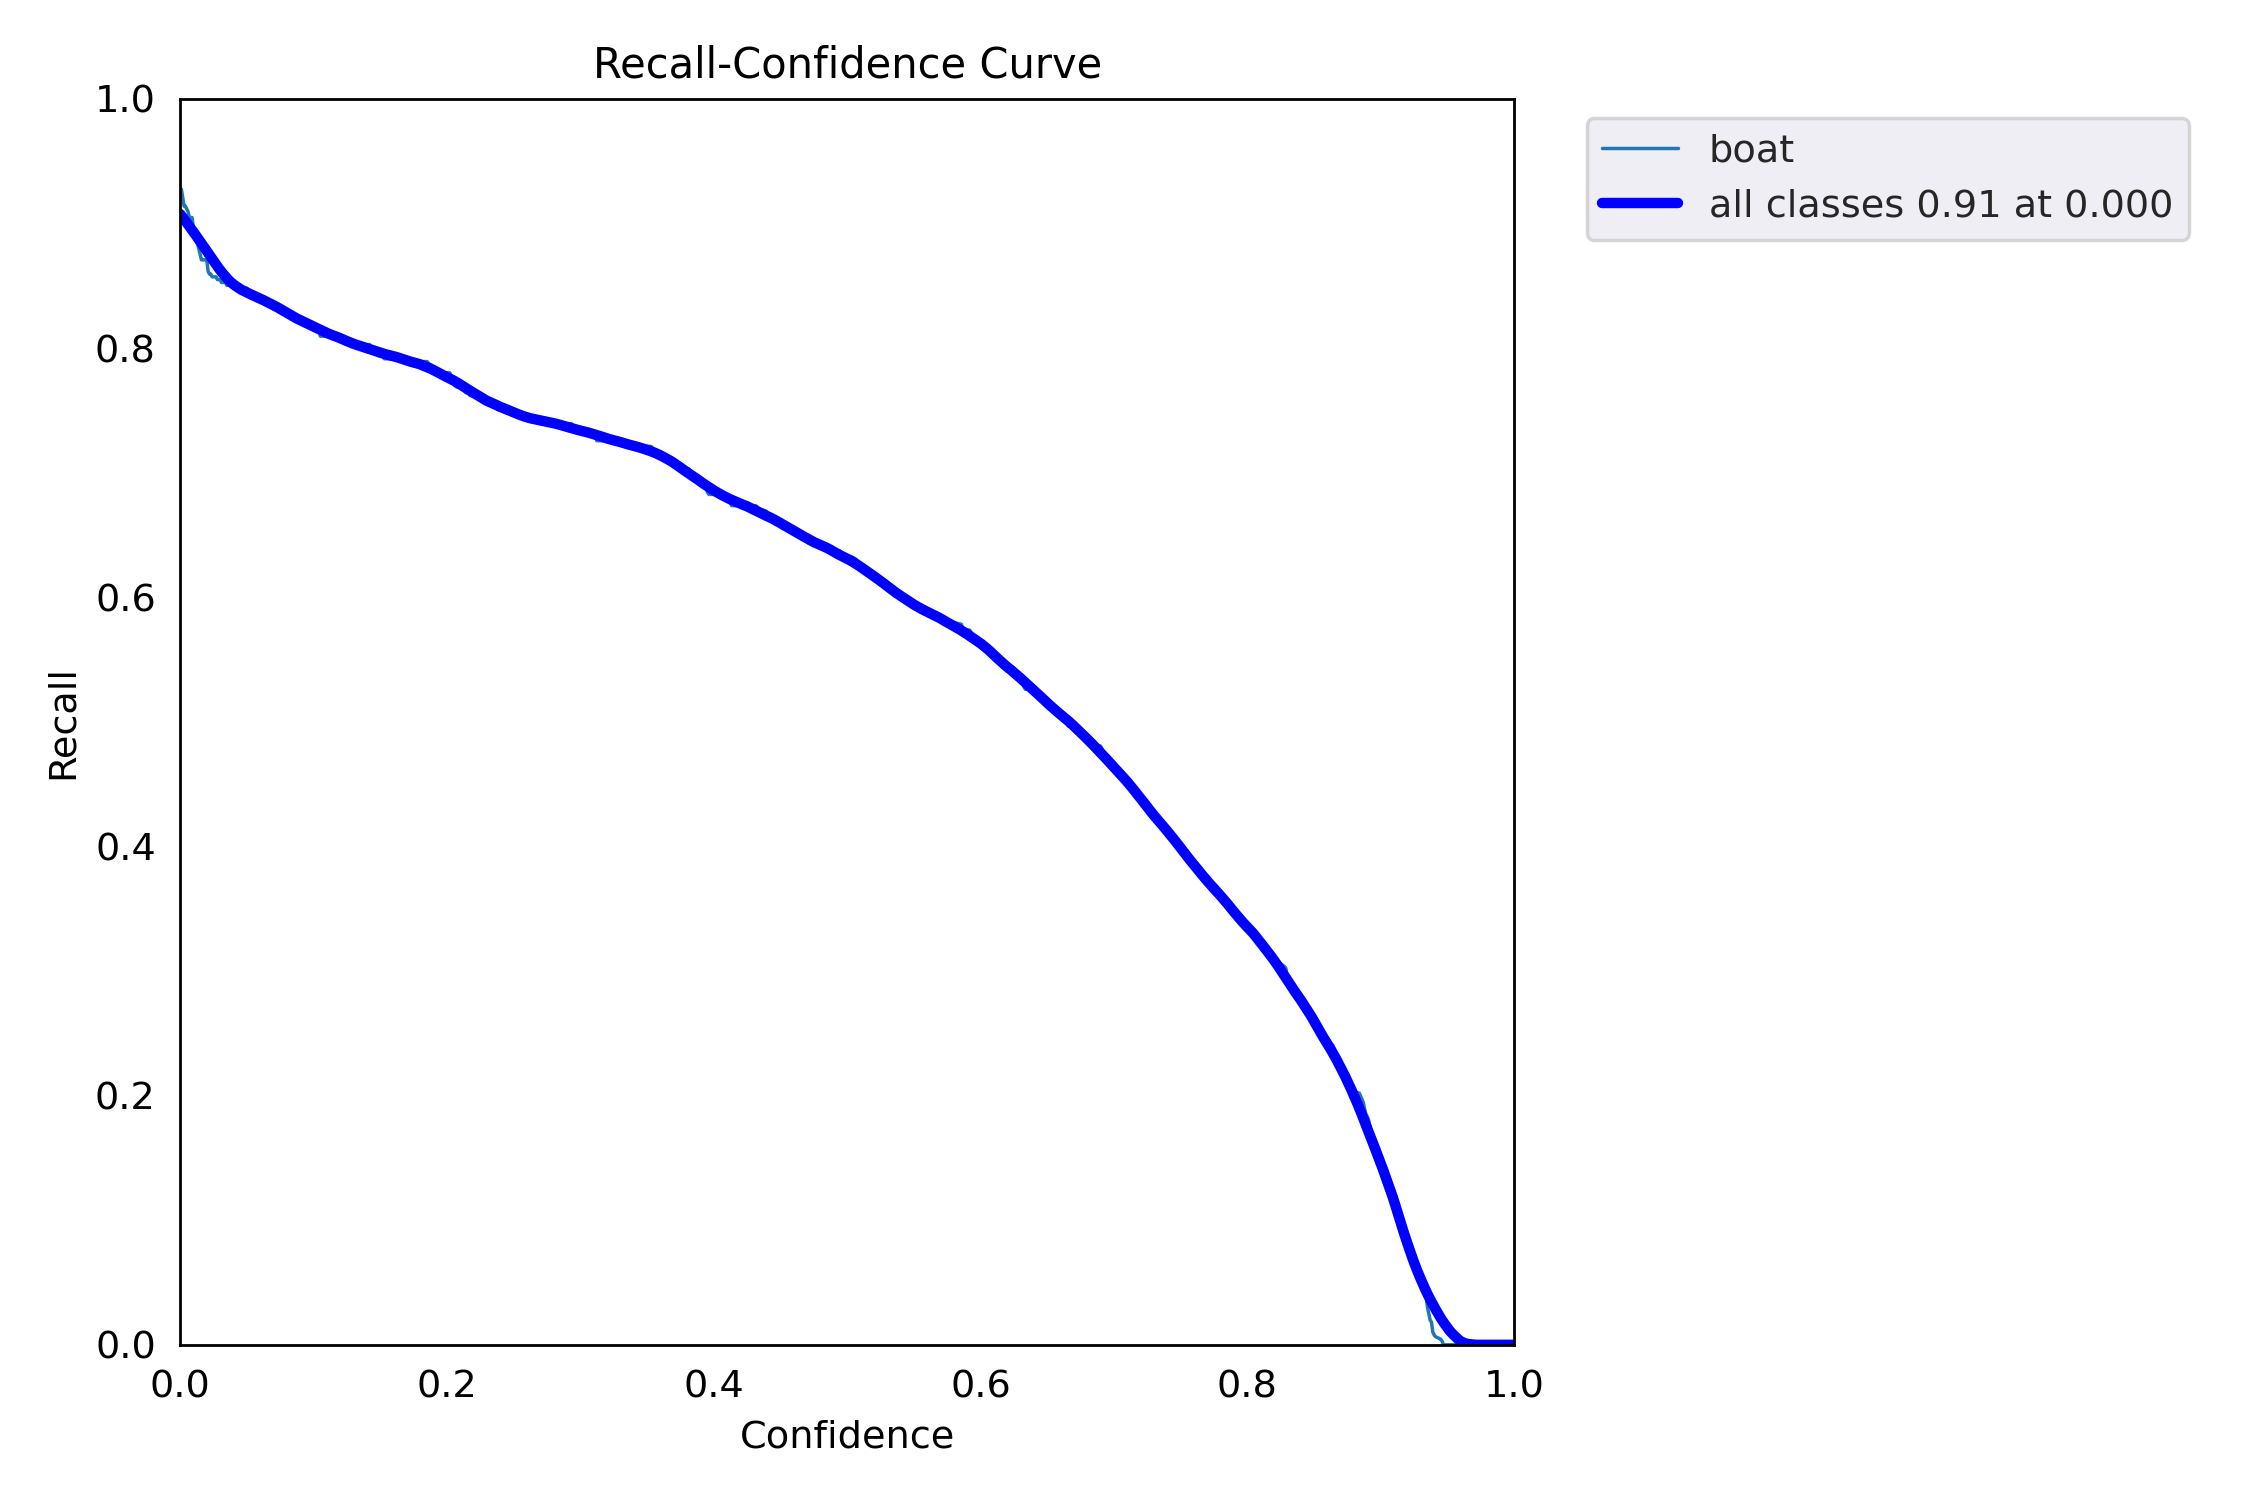 Recall-Confidence Curve
1.0
0.8
0.6
0.4
0.2
0.0
Recall
0.0 0.2 0.4 0.6 0.8 1.0
Confidence
boat
all classes 0.91 at 0.000